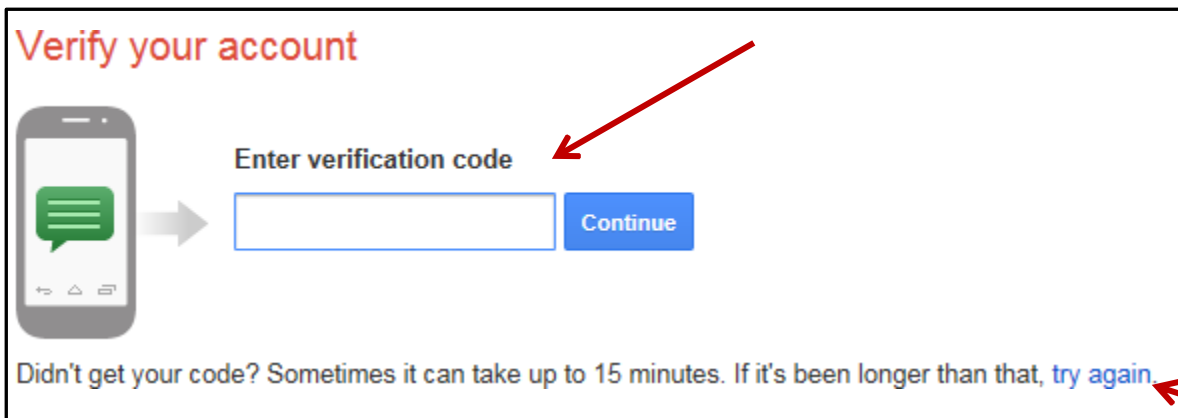 Verify your account
Enter verification code
Continue
Didn't get your code? Sometimes it can take up to 15 minutes. If it's been longer than that, try again.